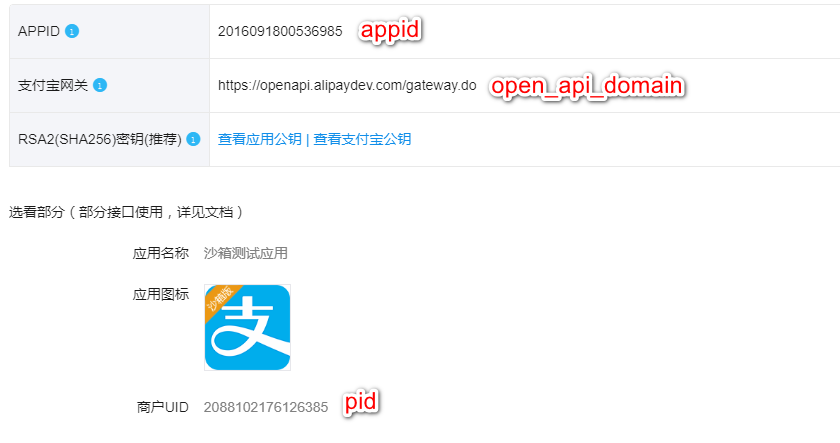 APPID 1 2016091800536985 appid
支付宝网关 1 https://openapi.alipaydev.com/gateway.do open_api_domain
RSA2(SHA256)密钥(推荐) 1 查看应用公钥 | 查看支付宝公钥
选看部分（部分接口使用，详见文档）
应用名称 沙箱测试应用
应用图标
沙箱版
支
商户UID 2088102176126385 pid